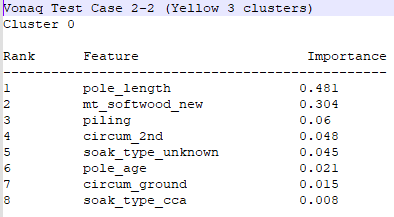 Vonaq Test Case 2-2 (Yellow 3 clusters)
Cluster 0
Rank Feature Importance
--------------------------------------------------
1 pole_length 0.481
2 mt_softwood_new 0.304
3 piling 0.06
4 circum_2nd 0.048
5 soak_type_unknown 0.045
6 pole_age 0.021
7 circum_ground 0.015
8 soak_type_cca 0.008